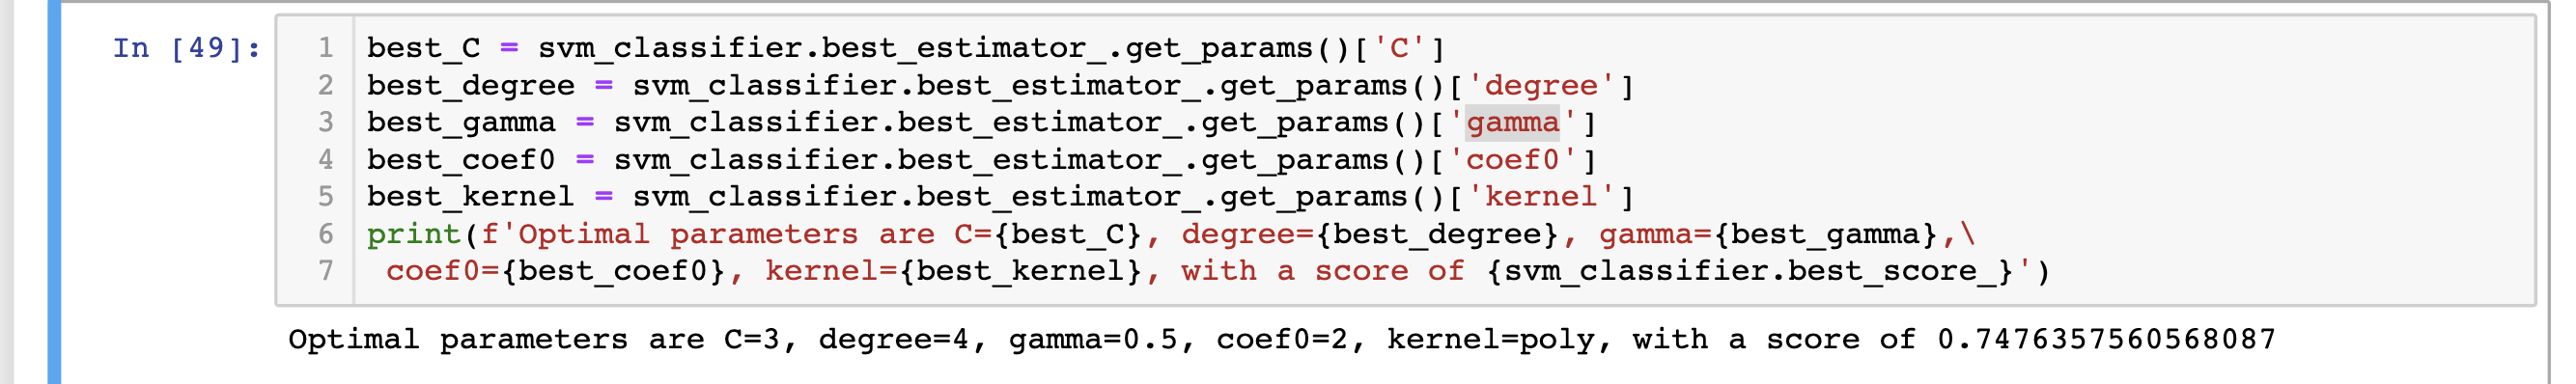 In [49]:
1 best_C = svm_classifier.best_estimator_.get_params()['C']
2 best_degree = svm_classifier.best_estimator_.get_params()['degree']
3 best_gamma = svm_classifier.best_estimator_.get_params()['gamma']
4 best_coef0 = svm_classifier.best_estimator_.get_params()['coef0']
5 best_kernel = svm_classifier.best_estimator_.get_params()['kernel']
6 print(f'Optimal parameters are C={best_C}, degree={best_degree}, gamma={best_gamma},\
7  coef0={best_coef0}, kernel={best_kernel}, with a score of {svm_classifier.best_score_}')
Optimal parameters are C=3, degree=4, gamma=0.5, coef0=2, kernel=poly, with a score of 0.7476357560568087